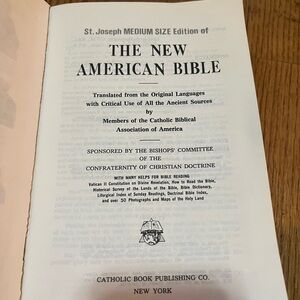 St. Joseph MEDIUM SIZE Edition of
THE NEW
AMERICAN BIBLE
Translated from the Original Languages
with Critical Use of All the Ancient Sources
by
Members of the Catholic Biblical
Association of America
SPONSORED BY THE BISHOPS' COMMITTEE
OF THE
CONFRATERNITY OF CHRISTIAN DOCTRINE
WITH MANY HELPS FOR BIBLE READING
Vatican II Constitution on Divine Revelation, How to Read the Bible,
Historical Survey of the Lands of the Bible, Bible Dictionary,
Liturgical Index of Sunday Readings, Doctrinal Bible Index,
and over 50 Photographs and Maps of the Holy Land
CATHOLIC BOOK PUBLISHING CO.
NEW YORK